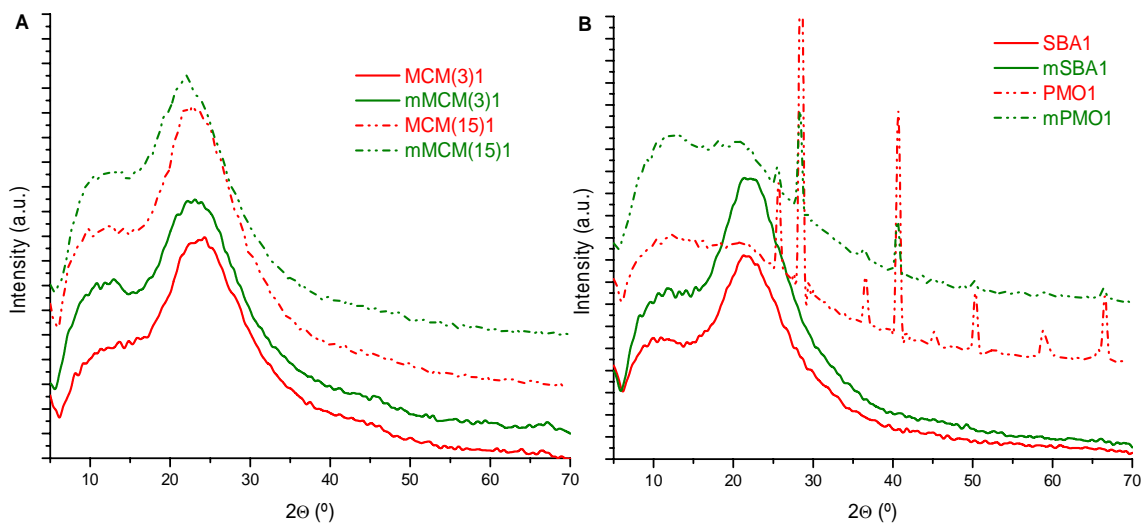 A
MCM(3)1
mMCM(3)1
MCM(15)1
mMCM(15)1
Intensity (a.u.)
10 20 30 40 50 60 70
2Θ (º)
B
SBA1
mSBA1
PMO1
mPMO1
Intensity (a.u.)
10 20 30 40 50 60 70
2Θ (º)